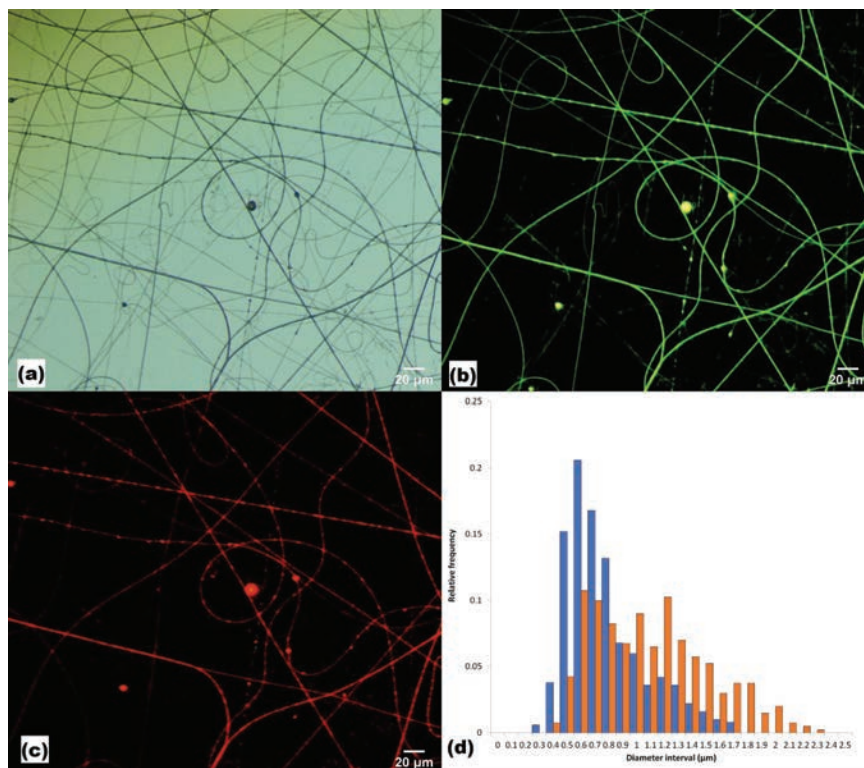 (a)
20 µm
(b)
20 µm
(c)
20 µm
0.25
0.2
0.15
0.1
0.05
0
Relative frequency
0 0.1 0.2 0.3 0.4 0.5 0.6 0.7 0.8 0.9 1 1.1 1.2 1.3 1.4 1.5 1.6 1.7 1.8 1.9 2 2.1 2.2 2.3 2.4 2.5
Diameter interval (µm)
(d)